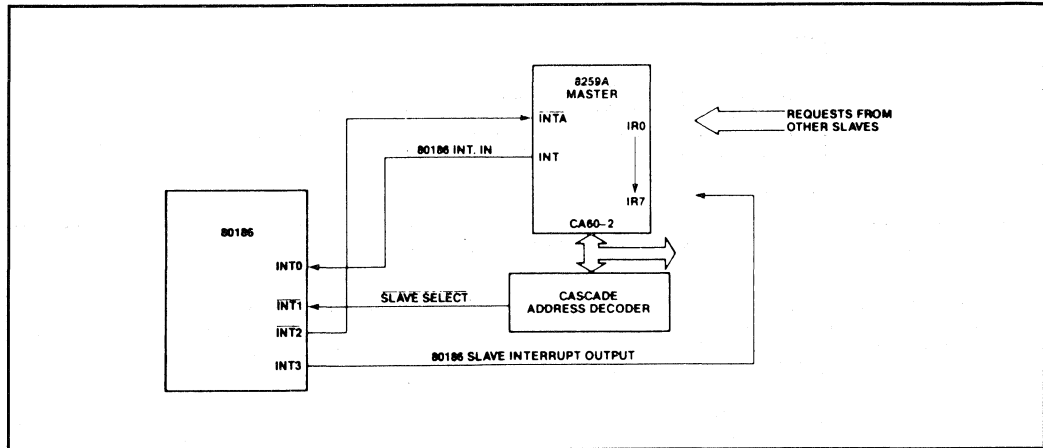 8259A
MASTER
INTA
IR0
REQUESTS FROM
OTHER SLAVES
80186 INT. IN
INT
IR7
CA60-2
80186
INT0
SLAVE SELECT
CASCADE
ADDRESS DECODER
INT1
INT2
INT3
80186 SLAVE INTERRUPT OUTPUT